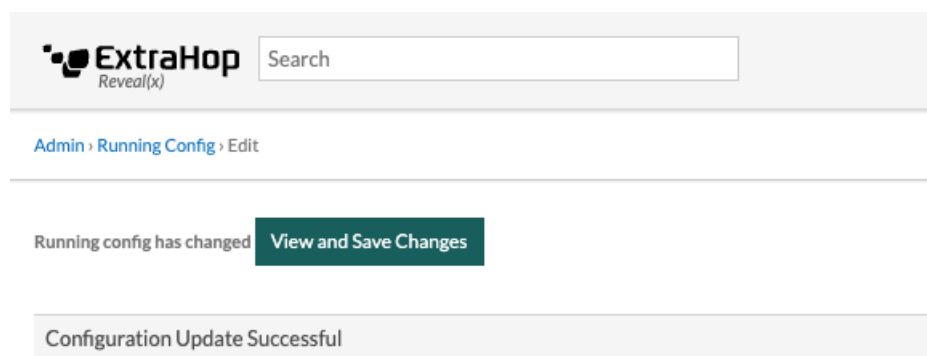 ExtraHop
Reveal(x)
Search
Admin › Running Config › Edit
Running config has changed View and Save Changes
Configuration Update Successful